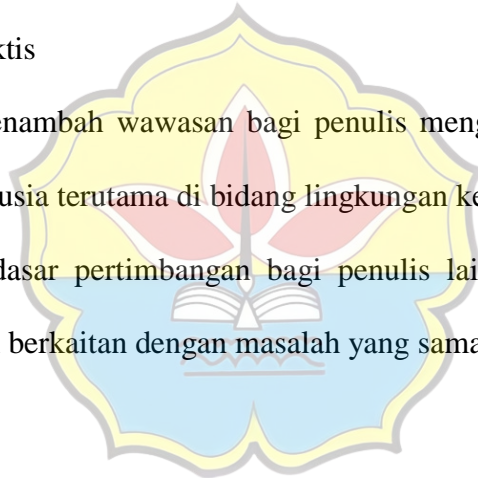 ktis
enambah wawasan bagi penulis meng
usia terutama di bidang lingkungan ke
dasar pertimbangan bagi penulis lai
berkaitan dengan masalah yang sama